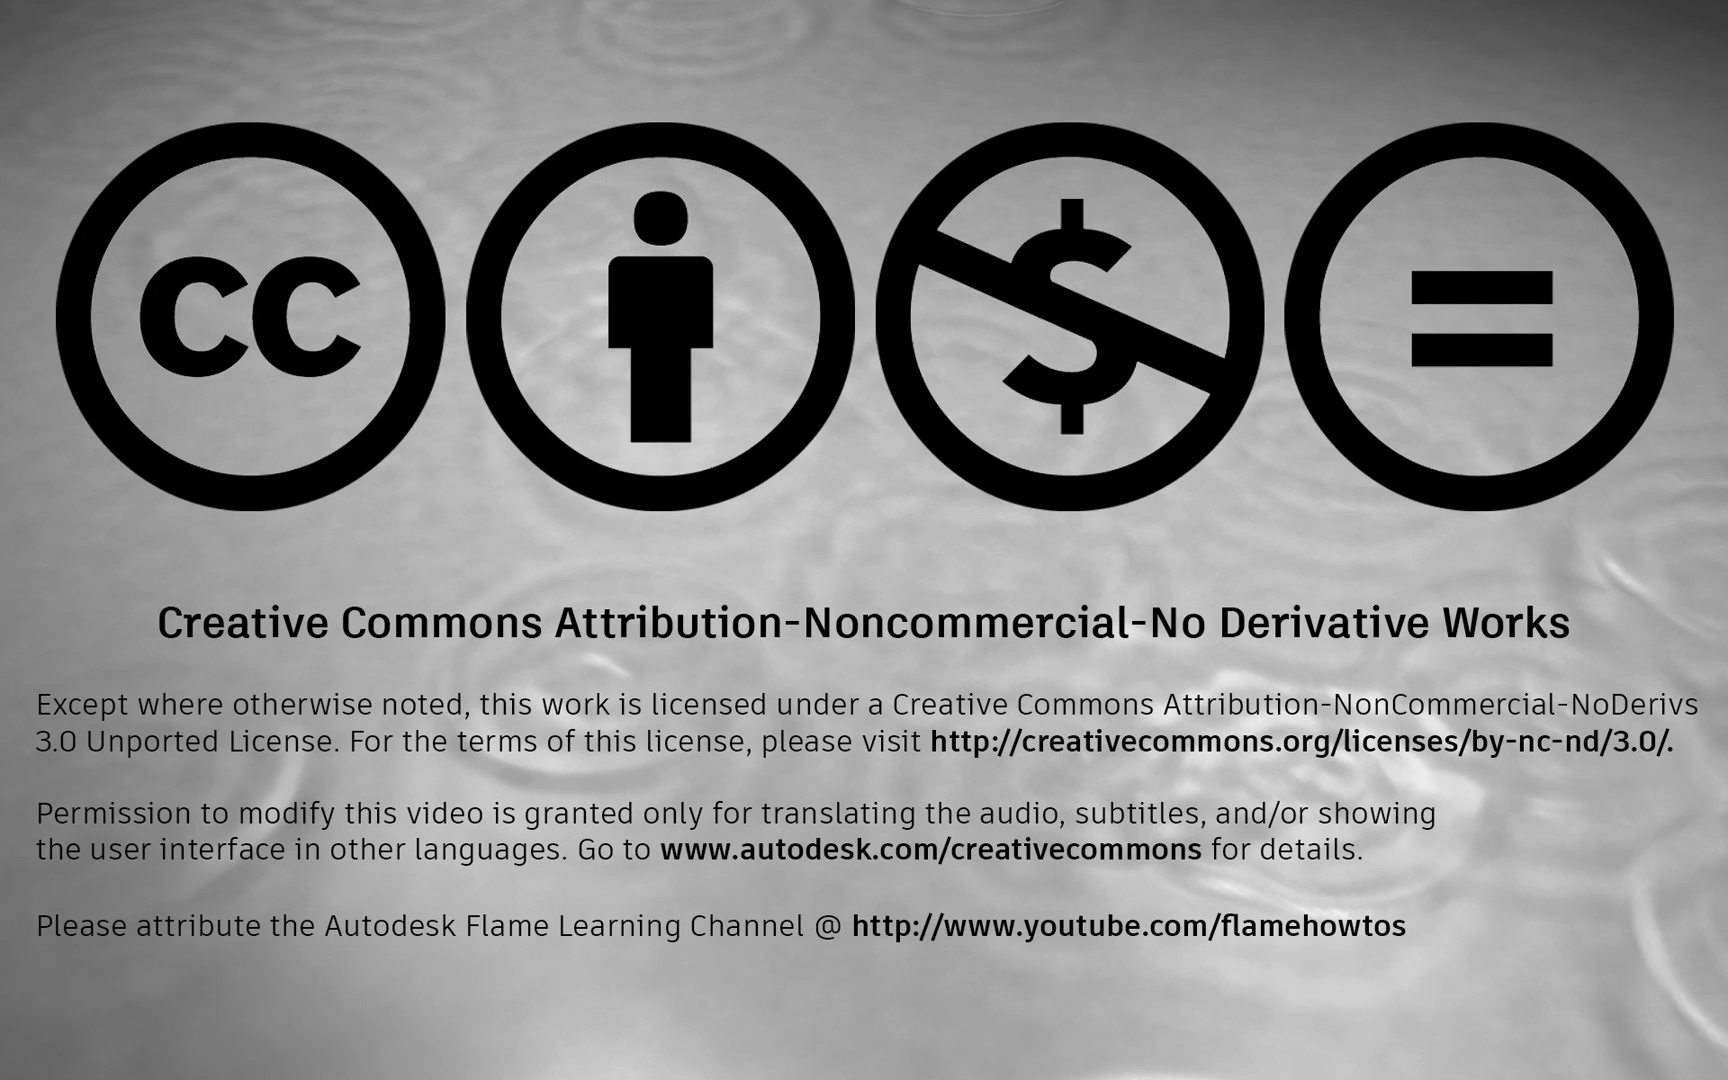 cc
$
=
Creative Commons Attribution-Noncommercial-No Derivative Works
Except where otherwise noted, this work is licensed under a Creative Commons Attribution-NonCommercial-NoDerivs
3.0 Unported License. For the terms of this license, please visit http://creativecommons.org/licenses/by-nc-nd/3.0/.
Permission to modify this video is granted only for translating the audio, subtitles, and/or showing
the user interface in other languages. Go to www.autodesk.com/creativecommons for details.
Please attribute the Autodesk Flame Learning Channel @ http://www.youtube.com/flamehowtos